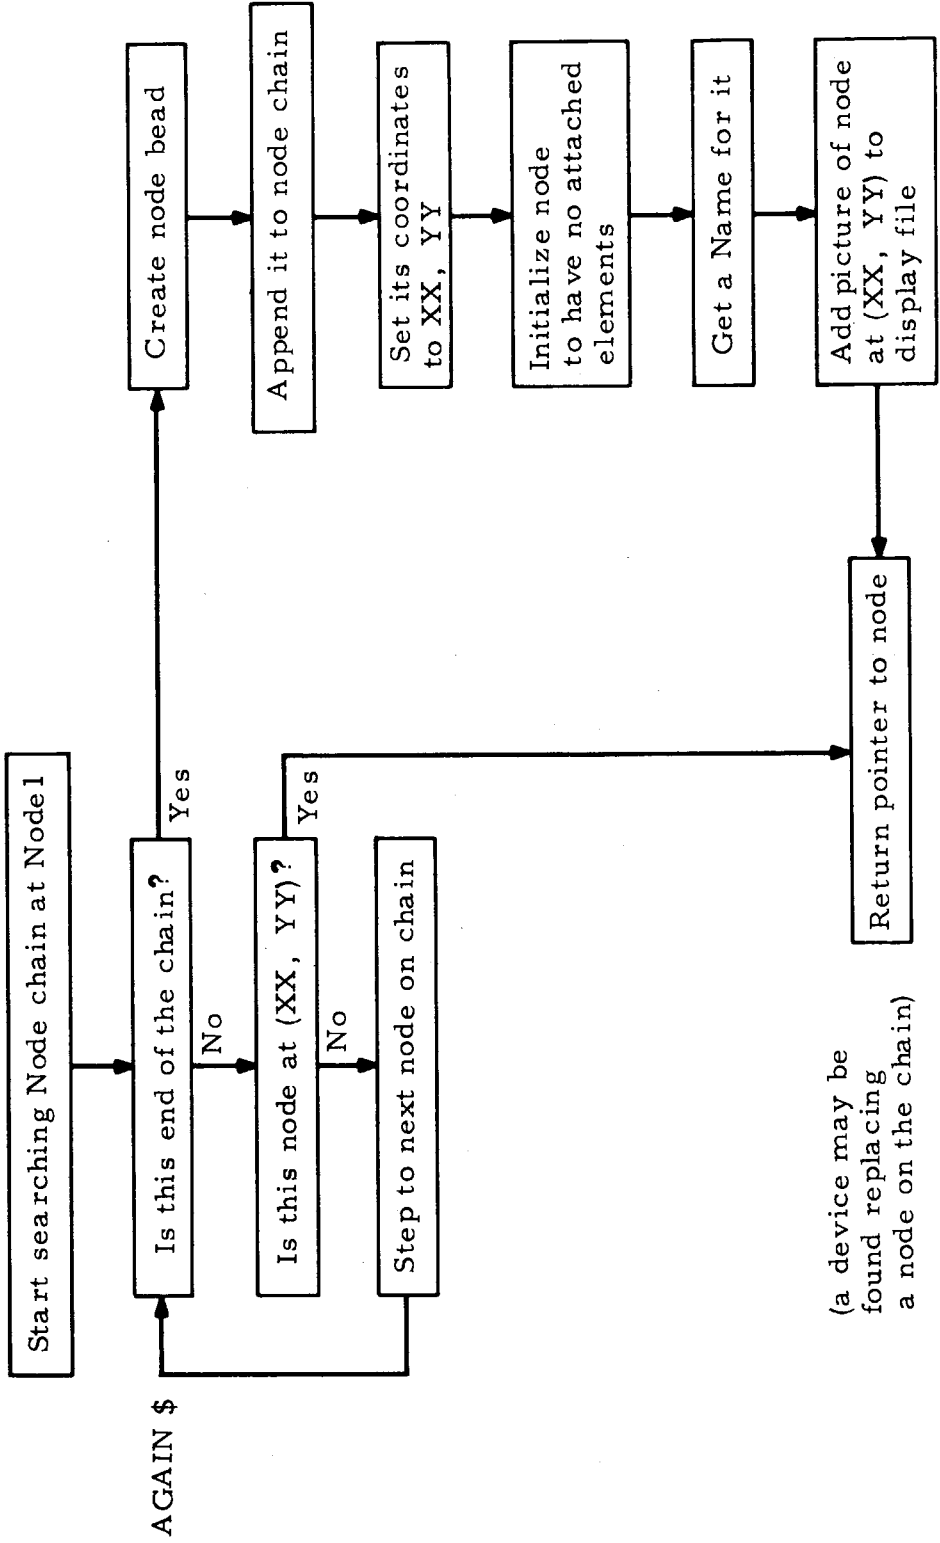 Start searching Node chain at Node1
AGAIN $
Is this end of the chain?
Yes
No
Is this node at (XX, YY)?
Yes
No
Step to next node on chain
Create node bead
Append it to node chain
Set its coordinates
to XX, YY
Initialize node
to have no attached
elements
Get a Name for it
Add picture of node
at (XX, YY) to
display file
Return pointer to node
(a device may be
found replacing
a node on the chain)